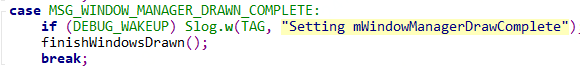 case MSG_WINDOW_MANAGER_DRAWN_COMPLETE:
if (DEBUG_WAKEUP) Slog.w(TAG, "Setting mWindowManagerDrawComplete")
finishWindowsDrawn();
break;